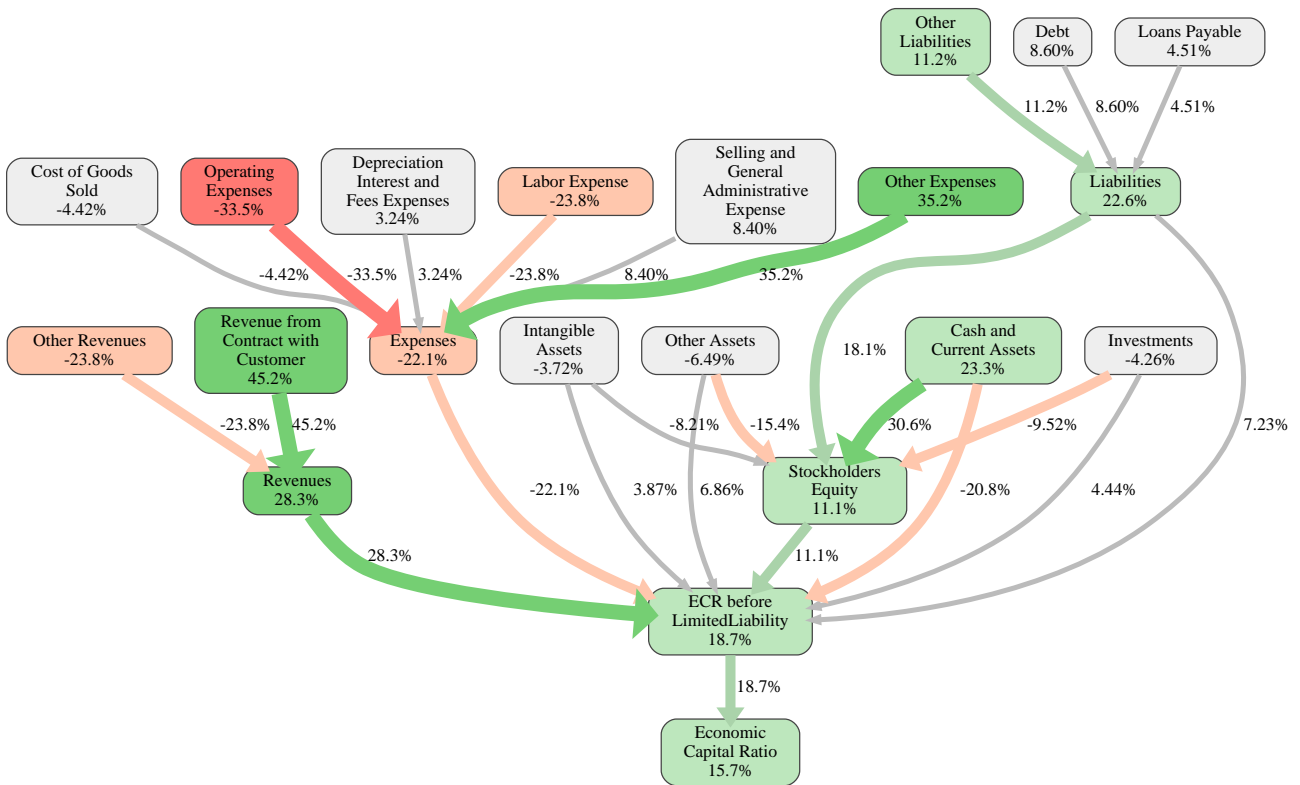 Other
Liabilities
11.2%
Debt
8.60%
Loans Payable
4.51%
11.2%
8.60%
4.51%
Cost of Goods
Sold
-4.42%
Operating
Expenses
-33.5%
Depreciation
Interest and
Fees Expenses
3.24%
Labor Expense
-23.8%
Selling and
General
Administrative
Expense
8.40%
Other Expenses
35.2%
Liabilities
22.6%
-4.42%
-33.5%
3.24%
-23.8%
8.40%
35.2%
Other Revenues
-23.8%
Revenue from
Contract with
Customer
45.2%
Expenses
-22.1%
Intangible
Assets
-3.72%
Other Assets
-6.49%
18.1%
Cash and
Current Assets
23.3%
Investments
-4.26%
-23.8%
45.2%
-8.21%
-15.4%
30.6%
-9.52%
7.23%
Revenues
28.3%
-22.1%
3.87%
6.86%
Stockholders
Equity
11.1%
-20.8%
4.44%
28.3%
11.1%
ECR before
LimitedLiability
18.7%
18.7%
Economic
Capital Ratio
15.7%